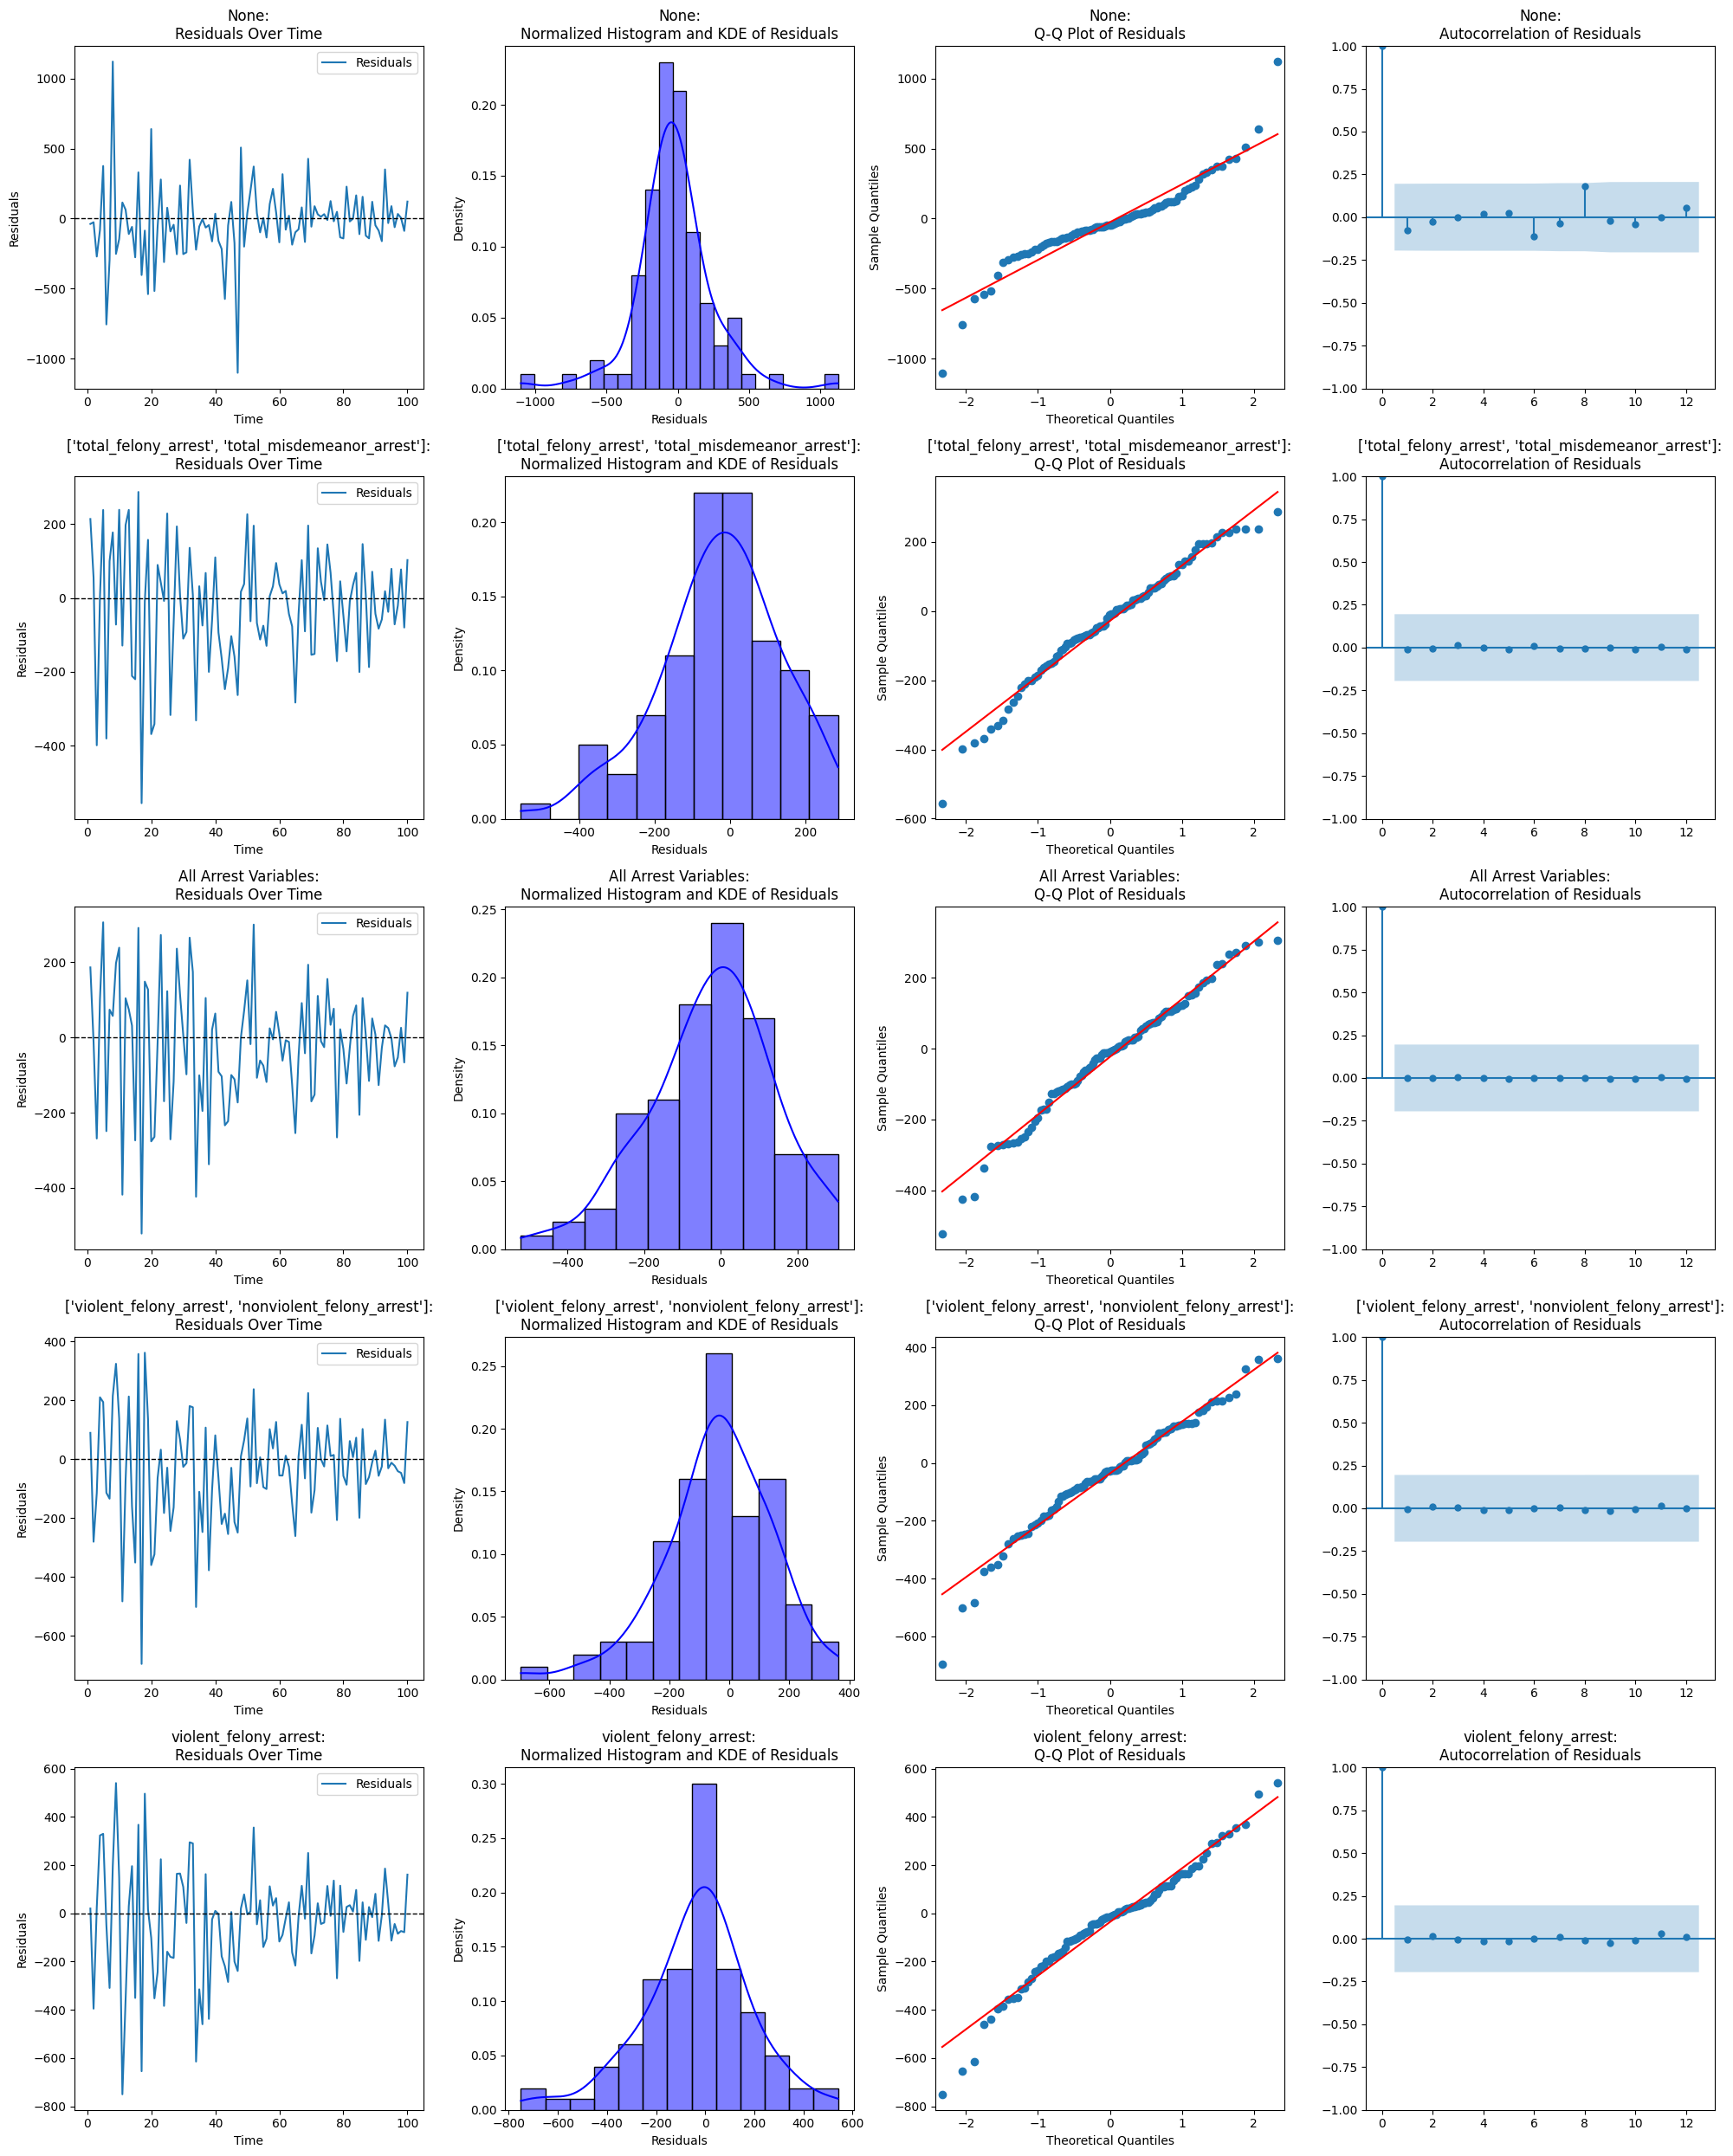 None:
Residuals Over Time
Residuals
1000
500
0
−500
−1000
0 20 40 60 80 100
Residuals
Time
None:
Normalized Histogram and KDE of Residuals
0.20
0.15
0.10
0.05
0.00
−1000 −500 0 500 1000
Density
Residuals
None:
Q-Q Plot of Residuals
1000
500
0
−500
−1000
−2 −1 0 1 2
Sample Quantiles
Theoretical Quantiles
None:
Autocorrelation of Residuals
1.00
0.75
0.50
0.25
0.00
−0.25
−0.50
−0.75
−1.00
0 2 4 6 8 10 12
['total_felony_arrest', 'total_misdemeanor_arrest']:
Residuals Over Time
Residuals
200
0
−200
−400
0 20 40 60 80 100
Residuals
Time
['total_felony_arrest', 'total_misdemeanor_arrest']:
Normalized Histogram and KDE of Residuals
0.20
0.15
0.10
0.05
0.00
−400 −200 0 200
Density
Residuals
['total_felony_arrest', 'total_misdemeanor_arrest']:
Q-Q Plot of Residuals
200
0
−200
−400
−600
−2 −1 0 1 2
Sample Quantiles
Theoretical Quantiles
['total_felony_arrest', 'total_misdemeanor_arrest']:
Autocorrelation of Residuals
1.00
0.75
0.50
0.25
0.00
−0.25
−0.50
−0.75
−1.00
0 2 4 6 8 10 12
All Arrest Variables:
Residuals Over Time
Residuals
200
0
−200
−400
0 20 40 60 80 100
Residuals
Time
All Arrest Variables:
Normalized Histogram and KDE of Residuals
0.25
0.20
0.15
0.10
0.05
0.00
−400 −200 0 200
Density
Residuals
All Arrest Variables:
Q-Q Plot of Residuals
200
0
−200
−400
−2 −1 0 1 2
Sample Quantiles
Theoretical Quantiles
All Arrest Variables:
Autocorrelation of Residuals
1.00
0.75
0.50
0.25
0.00
−0.25
−0.50
−0.75
−1.00
0 2 4 6 8 10 12
['violent_felony_arrest', 'nonviolent_felony_arrest']:
Residuals Over Time
Residuals
400
200
0
−200
−400
−600
0 20 40 60 80 100
Residuals
Time
['violent_felony_arrest', 'nonviolent_felony_arrest']:
Normalized Histogram and KDE of Residuals
0.25
0.20
0.15
0.10
0.05
0.00
−600 −400 −200 0 200 400
Density
Residuals
['violent_felony_arrest', 'nonviolent_felony_arrest']:
Q-Q Plot of Residuals
400
200
0
−200
−400
−600
−2 −1 0 1 2
Sample Quantiles
Theoretical Quantiles
['violent_felony_arrest', 'nonviolent_felony_arrest']:
Autocorrelation of Residuals
1.00
0.75
0.50
0.25
0.00
−0.25
−0.50
−0.75
−1.00
0 2 4 6 8 10 12
violent_felony_arrest:
Residuals Over Time
Residuals
600
400
200
0
−200
−400
−600
−800
0 20 40 60 80 100
Residuals
Time
violent_felony_arrest:
Normalized Histogram and KDE of Residuals
0.30
0.25
0.20
0.15
0.10
0.05
0.00
−800 −600 −400 −200 0 200 400 600
Density
Residuals
violent_felony_arrest:
Q-Q Plot of Residuals
600
400
200
0
−200
−400
−600
−800
−2 −1 0 1 2
Sample Quantiles
Theoretical Quantiles
violent_felony_arrest:
Autocorrelation of Residuals
1.00
0.75
0.50
0.25
0.00
−0.25
−0.50
−0.75
−1.00
0 2 4 6 8 10 12